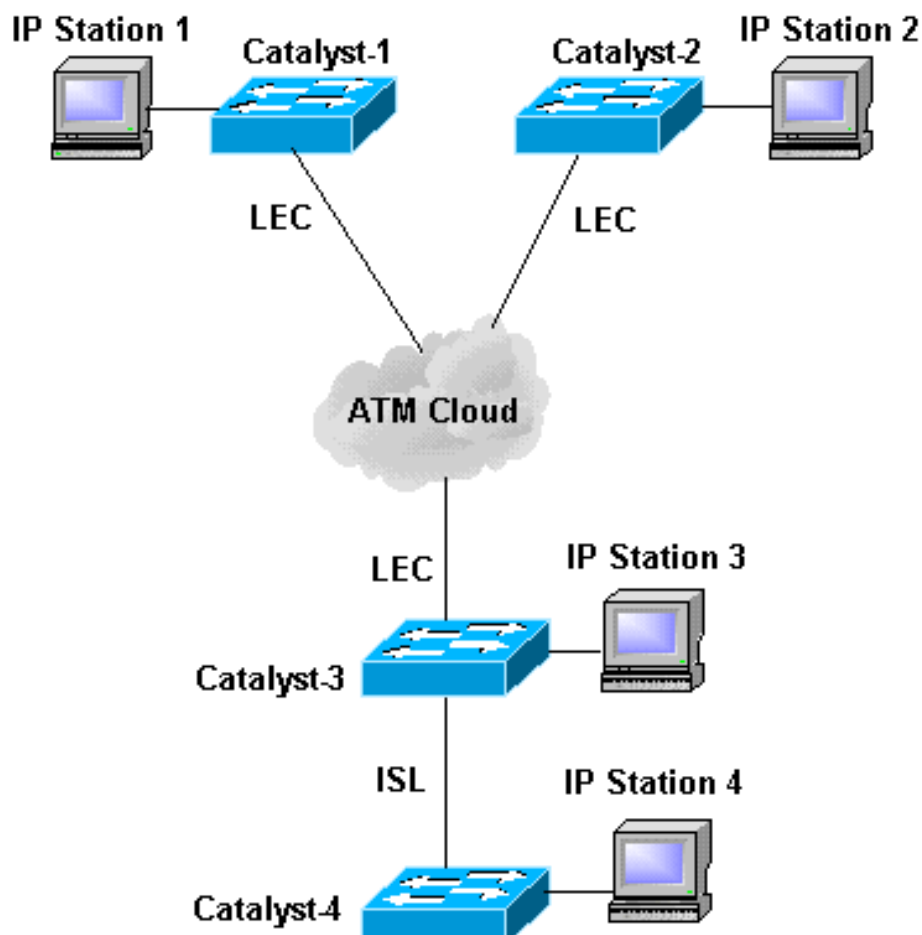 IP Station 1
Catalyst-1
Catalyst-2
IP Station 2
LEC
LEC
ATM Cloud
LEC
IP Station 3
Catalyst-3
ISL
IP Station 4
Catalyst-4